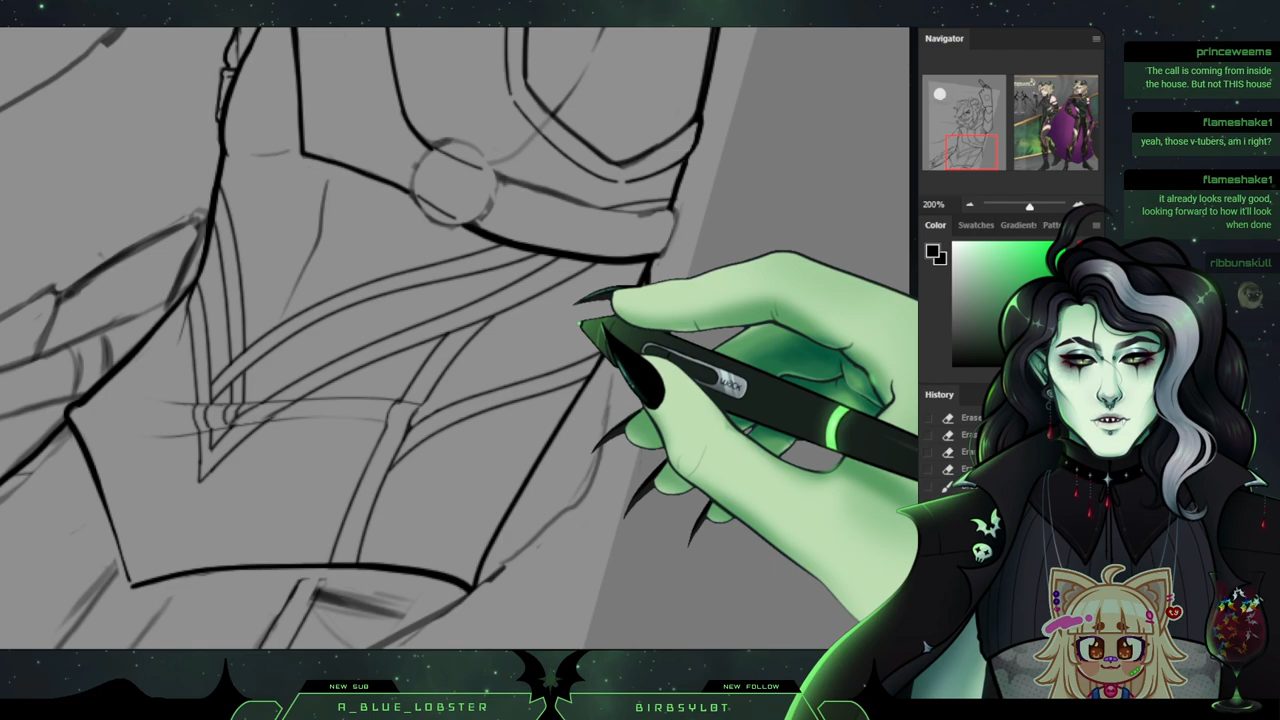 Navigator
200%
Color
Swatches
Gradients
History
princeweems
'The call is coming from inside
the house. But not THIS house
flameshake1
yeah, those v-tubers, am i right?
flameshake1
it already looks really good,
looking forward to how it'll look
when done
ribbunskull
NEW SUB
A_BLUE_LOBSTER
NEW FOLLOW
BIRBSYLBT